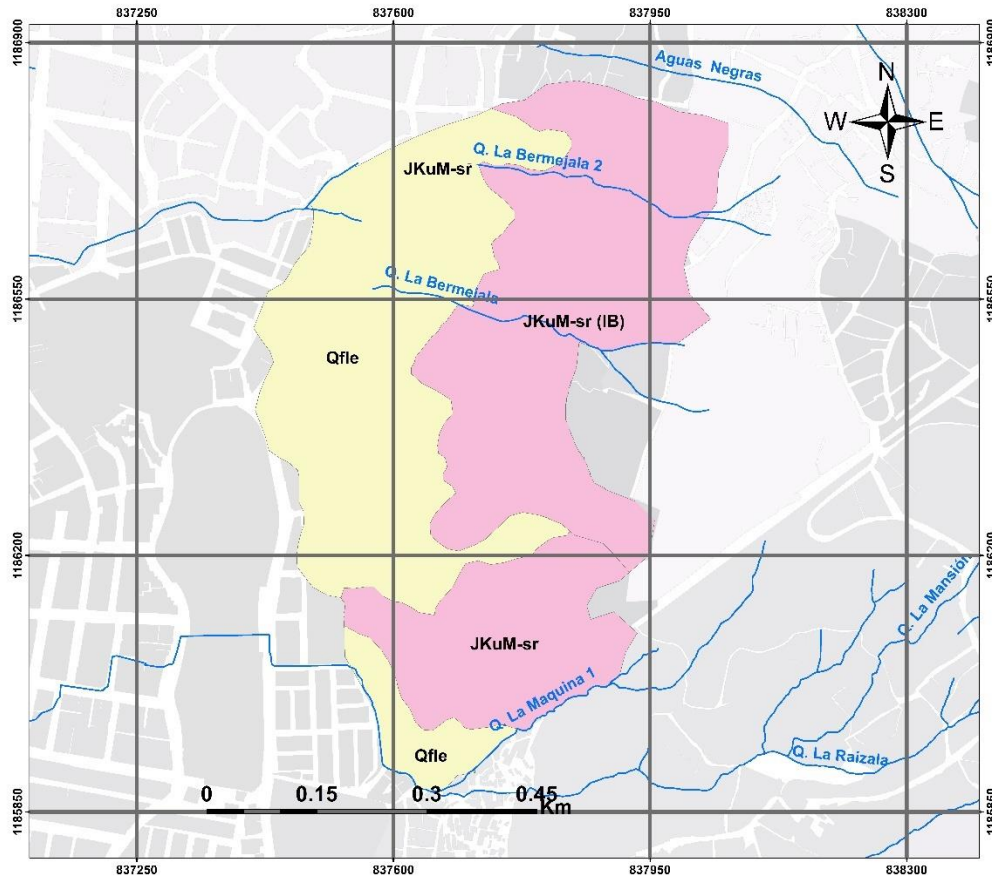 837250
837600
837950
838300
1186900
1186900
Aguas Negras
N
W
E
S
JKuM-sr
Q. La Bermejala 2
Q. La Bermejala
1186550
1186550
JKuM-sr (IB)
Qfle
1186200
1186200
Q. La Mansión
JKuM-sr
Q. La Maquina 1
Qfle
Q. La Raizala
0
0.15
0.3
0.45
Km
1185850
1185850
837250
837600
837950
838300